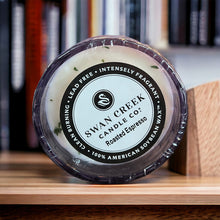 CLEAN BURNING • LEAD FREE • INTENSELY FRAGRANT •
SWAN CREEK
CANDLE CO.
Roasted Espresso
• 100% AMERICAN SOYBEAN WAX •